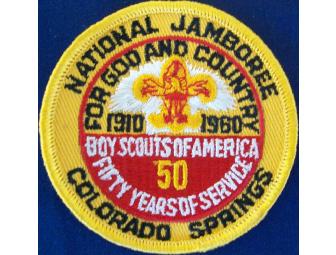 NATIONAL JAMBOREE
FOR GOD AND COUNTRY
1910 1960
BOY SCOUTS OF AMERICA
50
FIFTY YEARS OF SERVICE
COLORADO SPRINGS